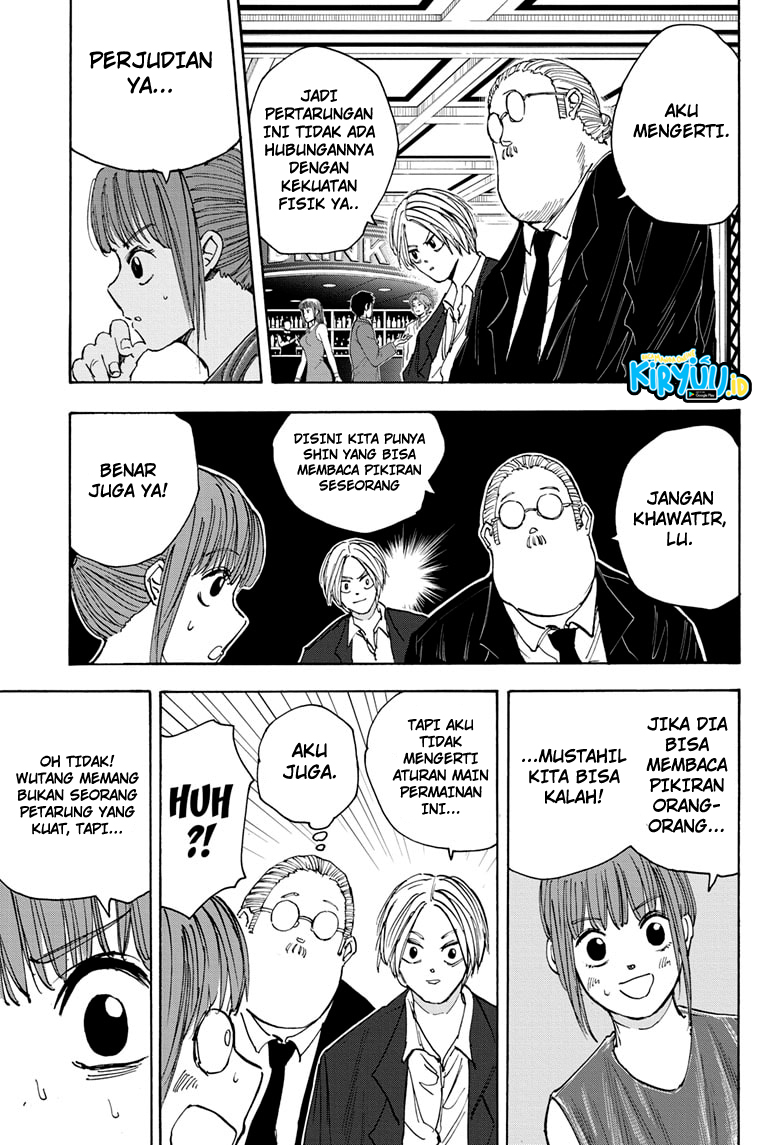 AKU
MENGERTI.
JADI
PERTARUNGAN
INI TIDAK ADA
HUBUNGANNYA
DENGAN
KEKUATAN
FISIK YA..
DRINK
PERJUDIAN
YA...
KIRYUU.ID
JANGAN
KHAWATIR,
LU.
DISINI KITA PUNYA
SHIN YANG BISA
MEMBACA PIKIRAN
SESEORANG
BENAR
JUGA YA!
JIKA DIA
BISA
MEMBACA
PIKIRAN
ORANG-
ORANG...
...MUSTAHIL
KITA BISA
KALAH!
TAPI AKU
TIDAK
MENGERTI
ATURAN MAIN
PERMAINAN
INI...
AKU
JUGA.
HUH
?!
OH TIDAK!
WUTANG MEMANG
BUKAN SEORANG
PETARUNG YANG
KUAT, TAPI...